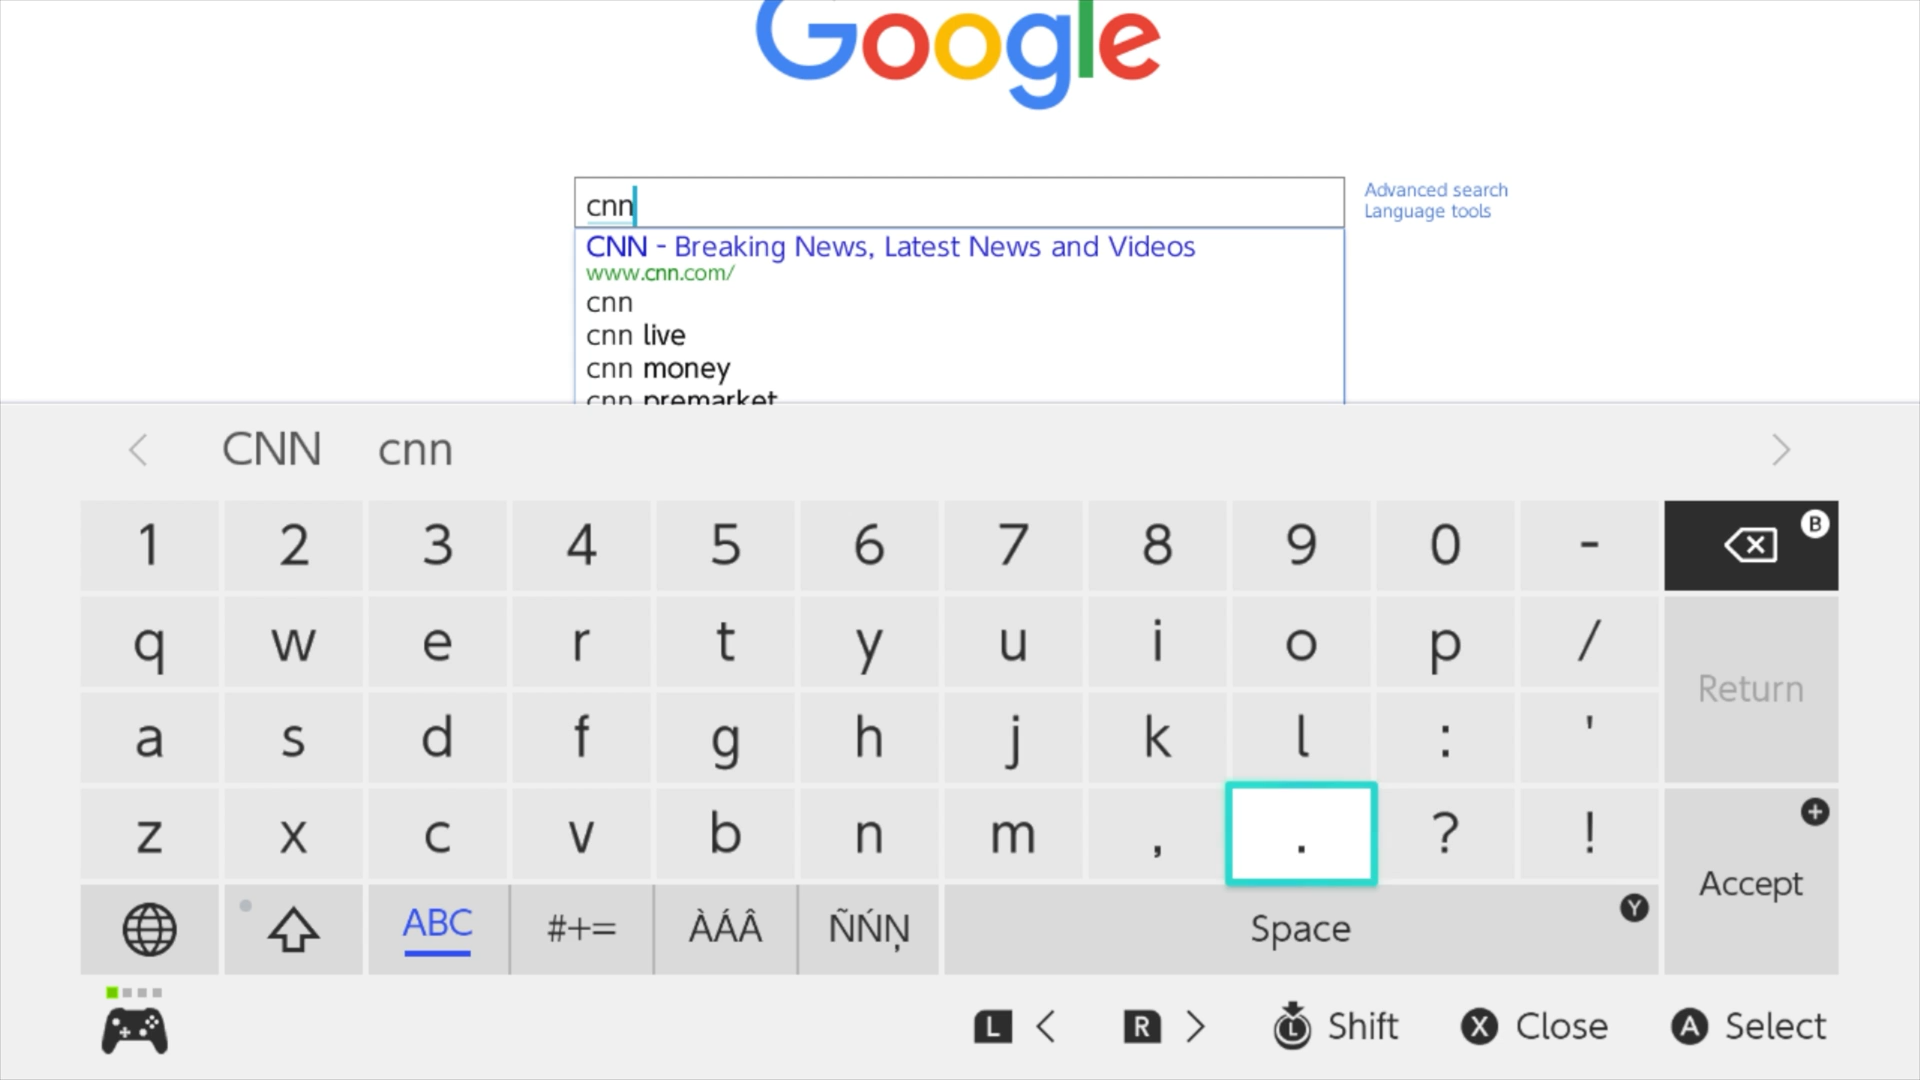 Google
cnn
Advanced search
Language tools
CNN - Breaking News, Latest News and Videos
www.cnn.com/
cnn
cnn live
cnn money
cnn premarket
CNN cnn
1 2 3 4 5 6 7 8 9 0 - B
q w e r t y u i o p /
Return
a s d f g h j k l : '
z x c v b n m , . ? ! +
Accept
ABC #+= ÀÁÂ ÑŃŅ Space Y
L < R > L Shift X Close A Select